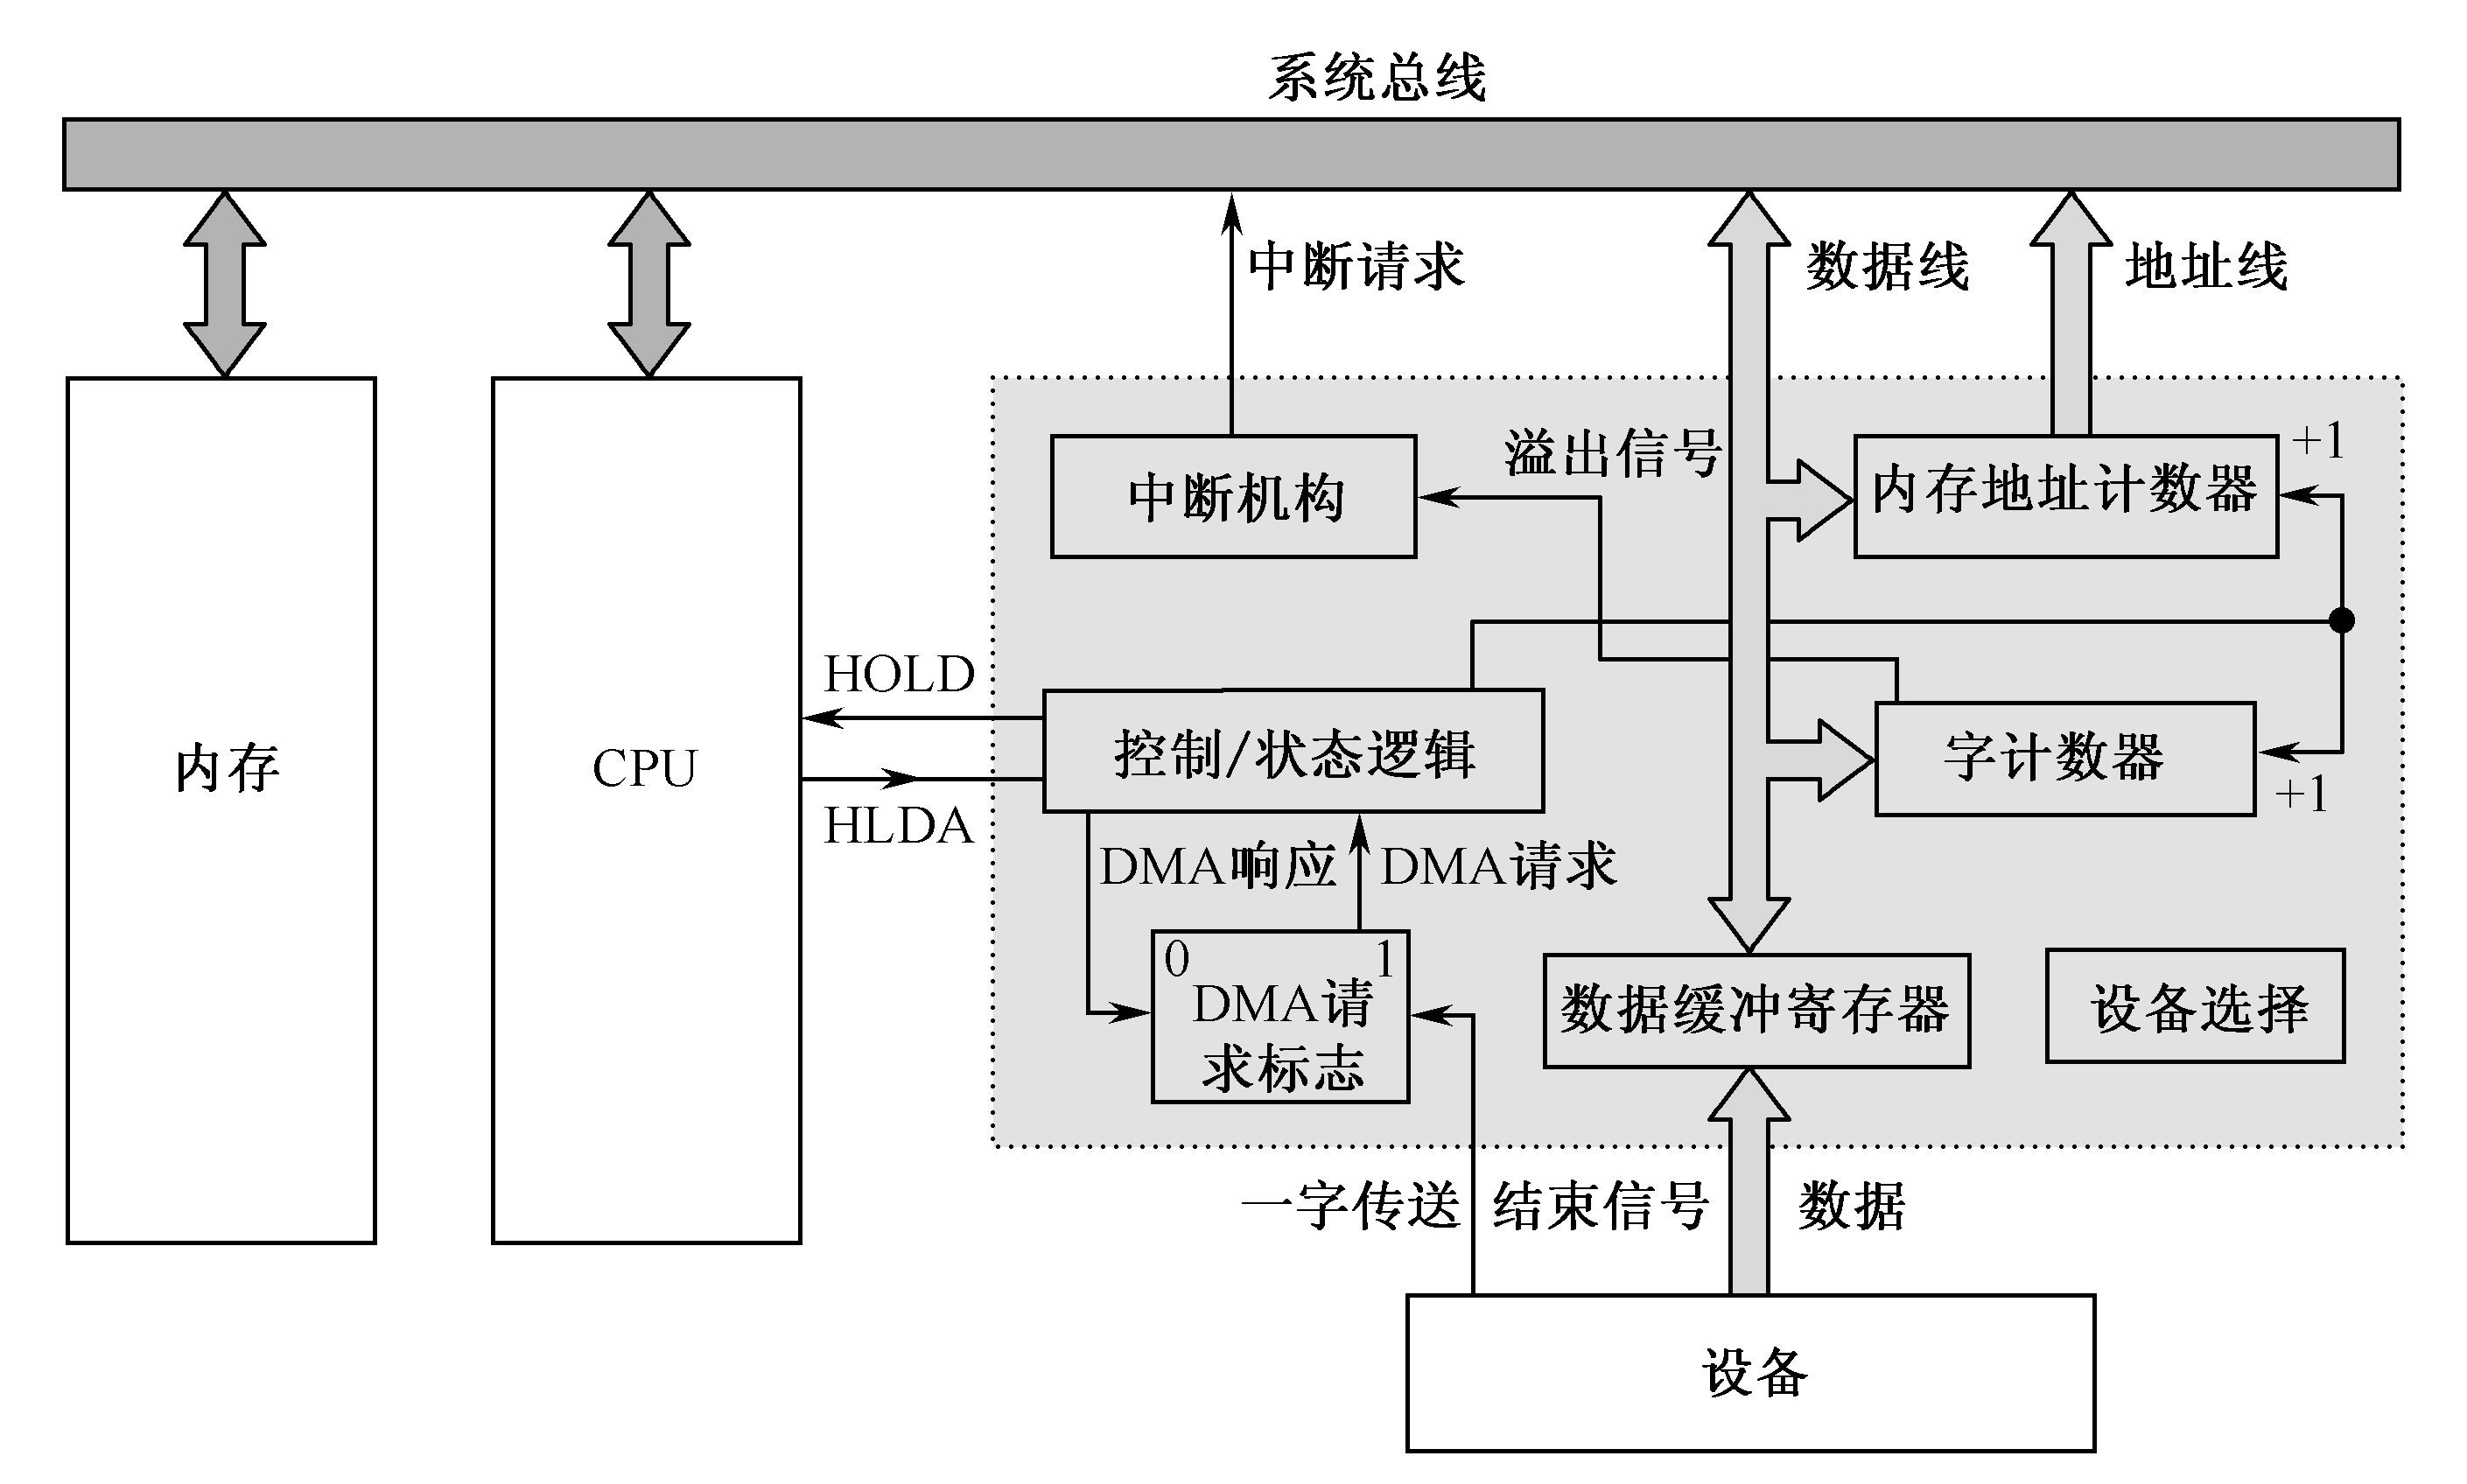 系统总线
中断请求
数据线
地址线
溢出信号
+1
中断机构
内存地址计数器
HOLD
内存
CPU
控制/状态逻辑
字计数器
+1
HLDA
DMA响应
DMA请求
0
1
DMA请
求标志
数据缓冲寄存器
设备选择
一字传送
结束信号
数据
设备